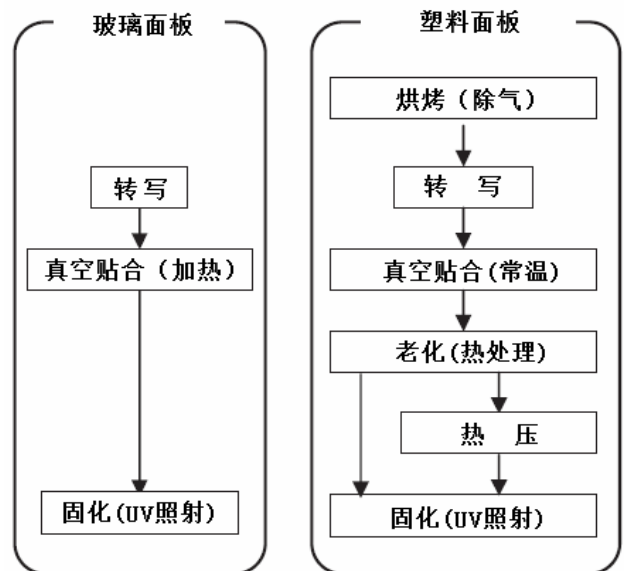 玻璃面板
转写
真空贴合（加热）
固化(UV照射)
塑料面板
烘烤（除气）
转 写
真空贴合(常温)
老化(热处理)
热 压
固化(UV照射)